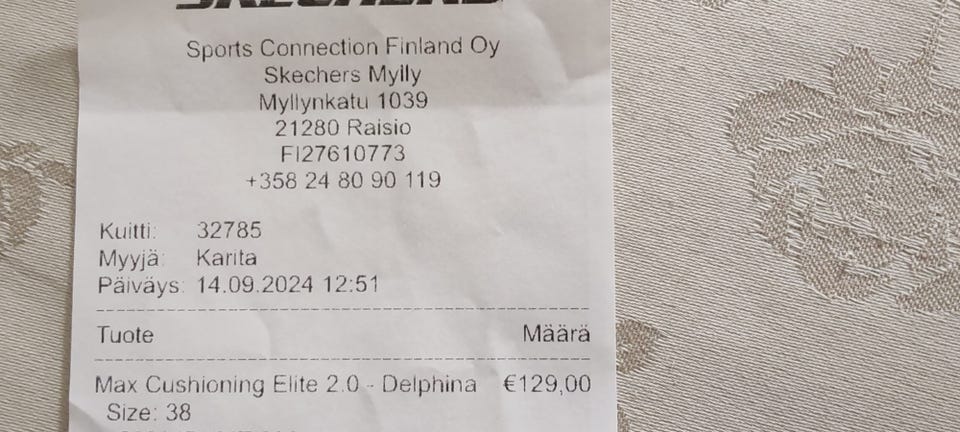 SKECHERS
Sports Connection Finland Oy
Skechers Mylly
Myllynkatu 1039
21280 Raisio
FI27610773
+358 24 80 90 119
Kuitti: 32785
Myyjä: Karita
Päiväys: 14.09.2024 12:51
Tuote Määrä
Max Cushioning Elite 2.0 - Delphina €129,00
Size: 38